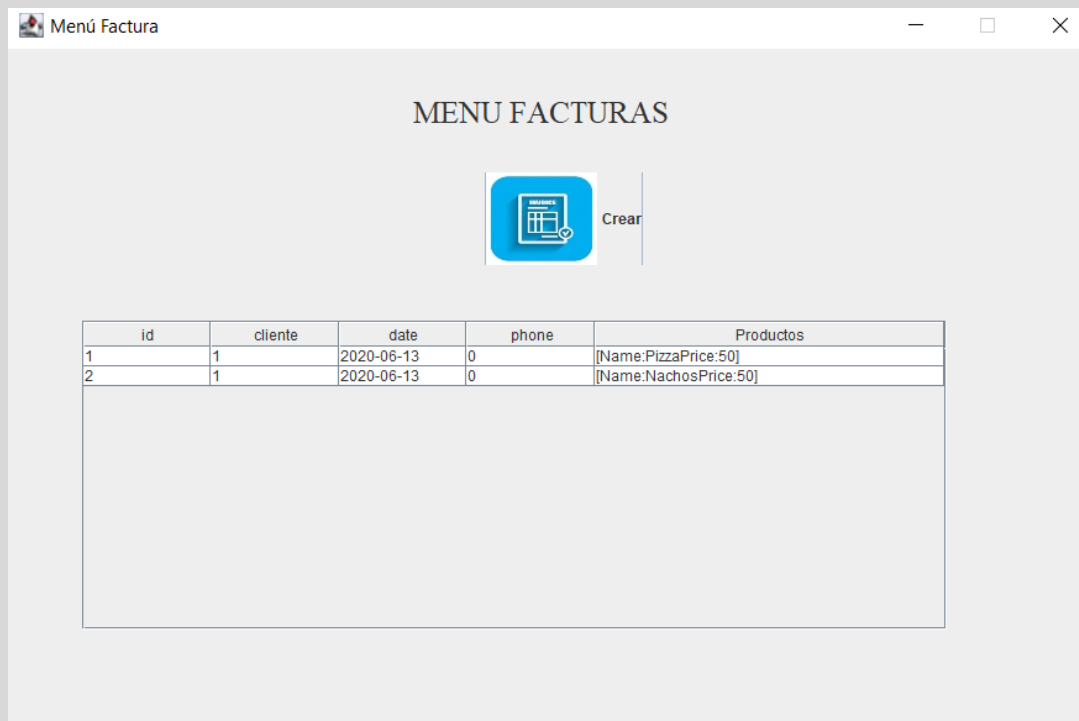 Menú Factura
MENU FACTURAS
INVOICE
Crear
id cliente date phone Productos
1 1 2020-06-13 0 [Name:PizzaPrice:50]
2 1 2020-06-13 0 [Name:NachosPrice:50]